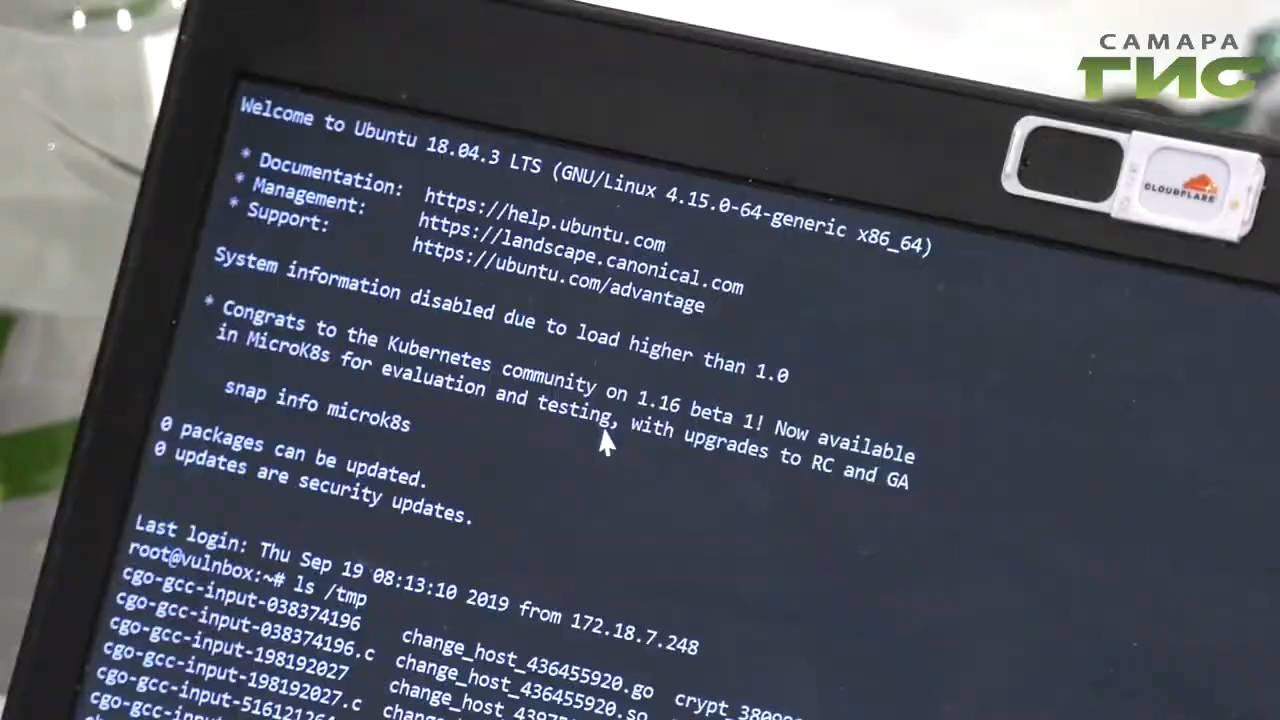 САМАРА
ГИС
CLOUDFLARE
Welcome to Ubuntu 18.04.3 LTS (GNU/Linux 4.15.0-64-generic x86_64)
* Documentation: https://help.ubuntu.com
* Management: https://landscape.canonical.com
* Support: https://ubuntu.com/advantage
System information disabled due to load higher than 1.0
* Congrats to the Kubernetes community on 1.16 beta 1! Now available
in MicroK8s for evaluation and testing, with upgrades to RC and GA
snap info microk8s
0 packages can be updated.
0 updates are security updates.
Last login: Thu Sep 19 08:13:10 2019 from 172.18.7.248
root@vulnbox:~# ls /tmp
cgo-gcc-input-038374196
cgo-gcc-input-038374196.c change_host_436455920.go
cgo-gcc-input-198192027 change_host_436455920.so
cgo-gcc-input-198192027.c